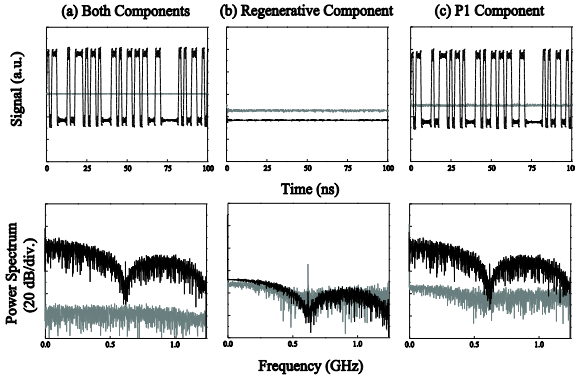 (a) Both Components (b) Regenerative Component (c) P1 Component
Signal (a.u.)
0 25 50 75 100 0 25 50 75 100 0 25 50 75 100
Time (ns)
Power Spectrum
(20 dB/div.)
0.0 0.5 1.0 0.0 0.5 1.0 0.0 0.5 1.0
Frequency (GHz)